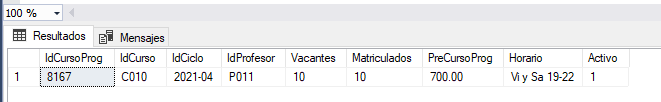 100 %
Resultados Mensajes
IdCursoProg IdCurso IdCiclo IdProfesor Vacantes Matriculados PreCursoProg Horario Activo
1 8167 C010 2021-04 P011 10 10 700.00 Vi y Sa 19-22 1